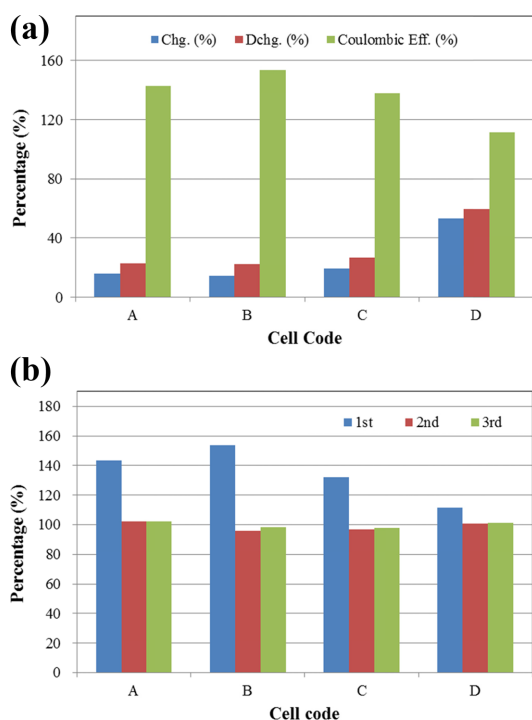 (a)
Chg. (%) Dchg. (%) Coulombic Eff. (%)
Percentage (%)
160
120
80
40
0
A B C D
Cell Code
(b)
1st 2nd 3rd
Percentage (%)
180
160
140
120
100
80
60
40
20
0
A B C D
Cell code